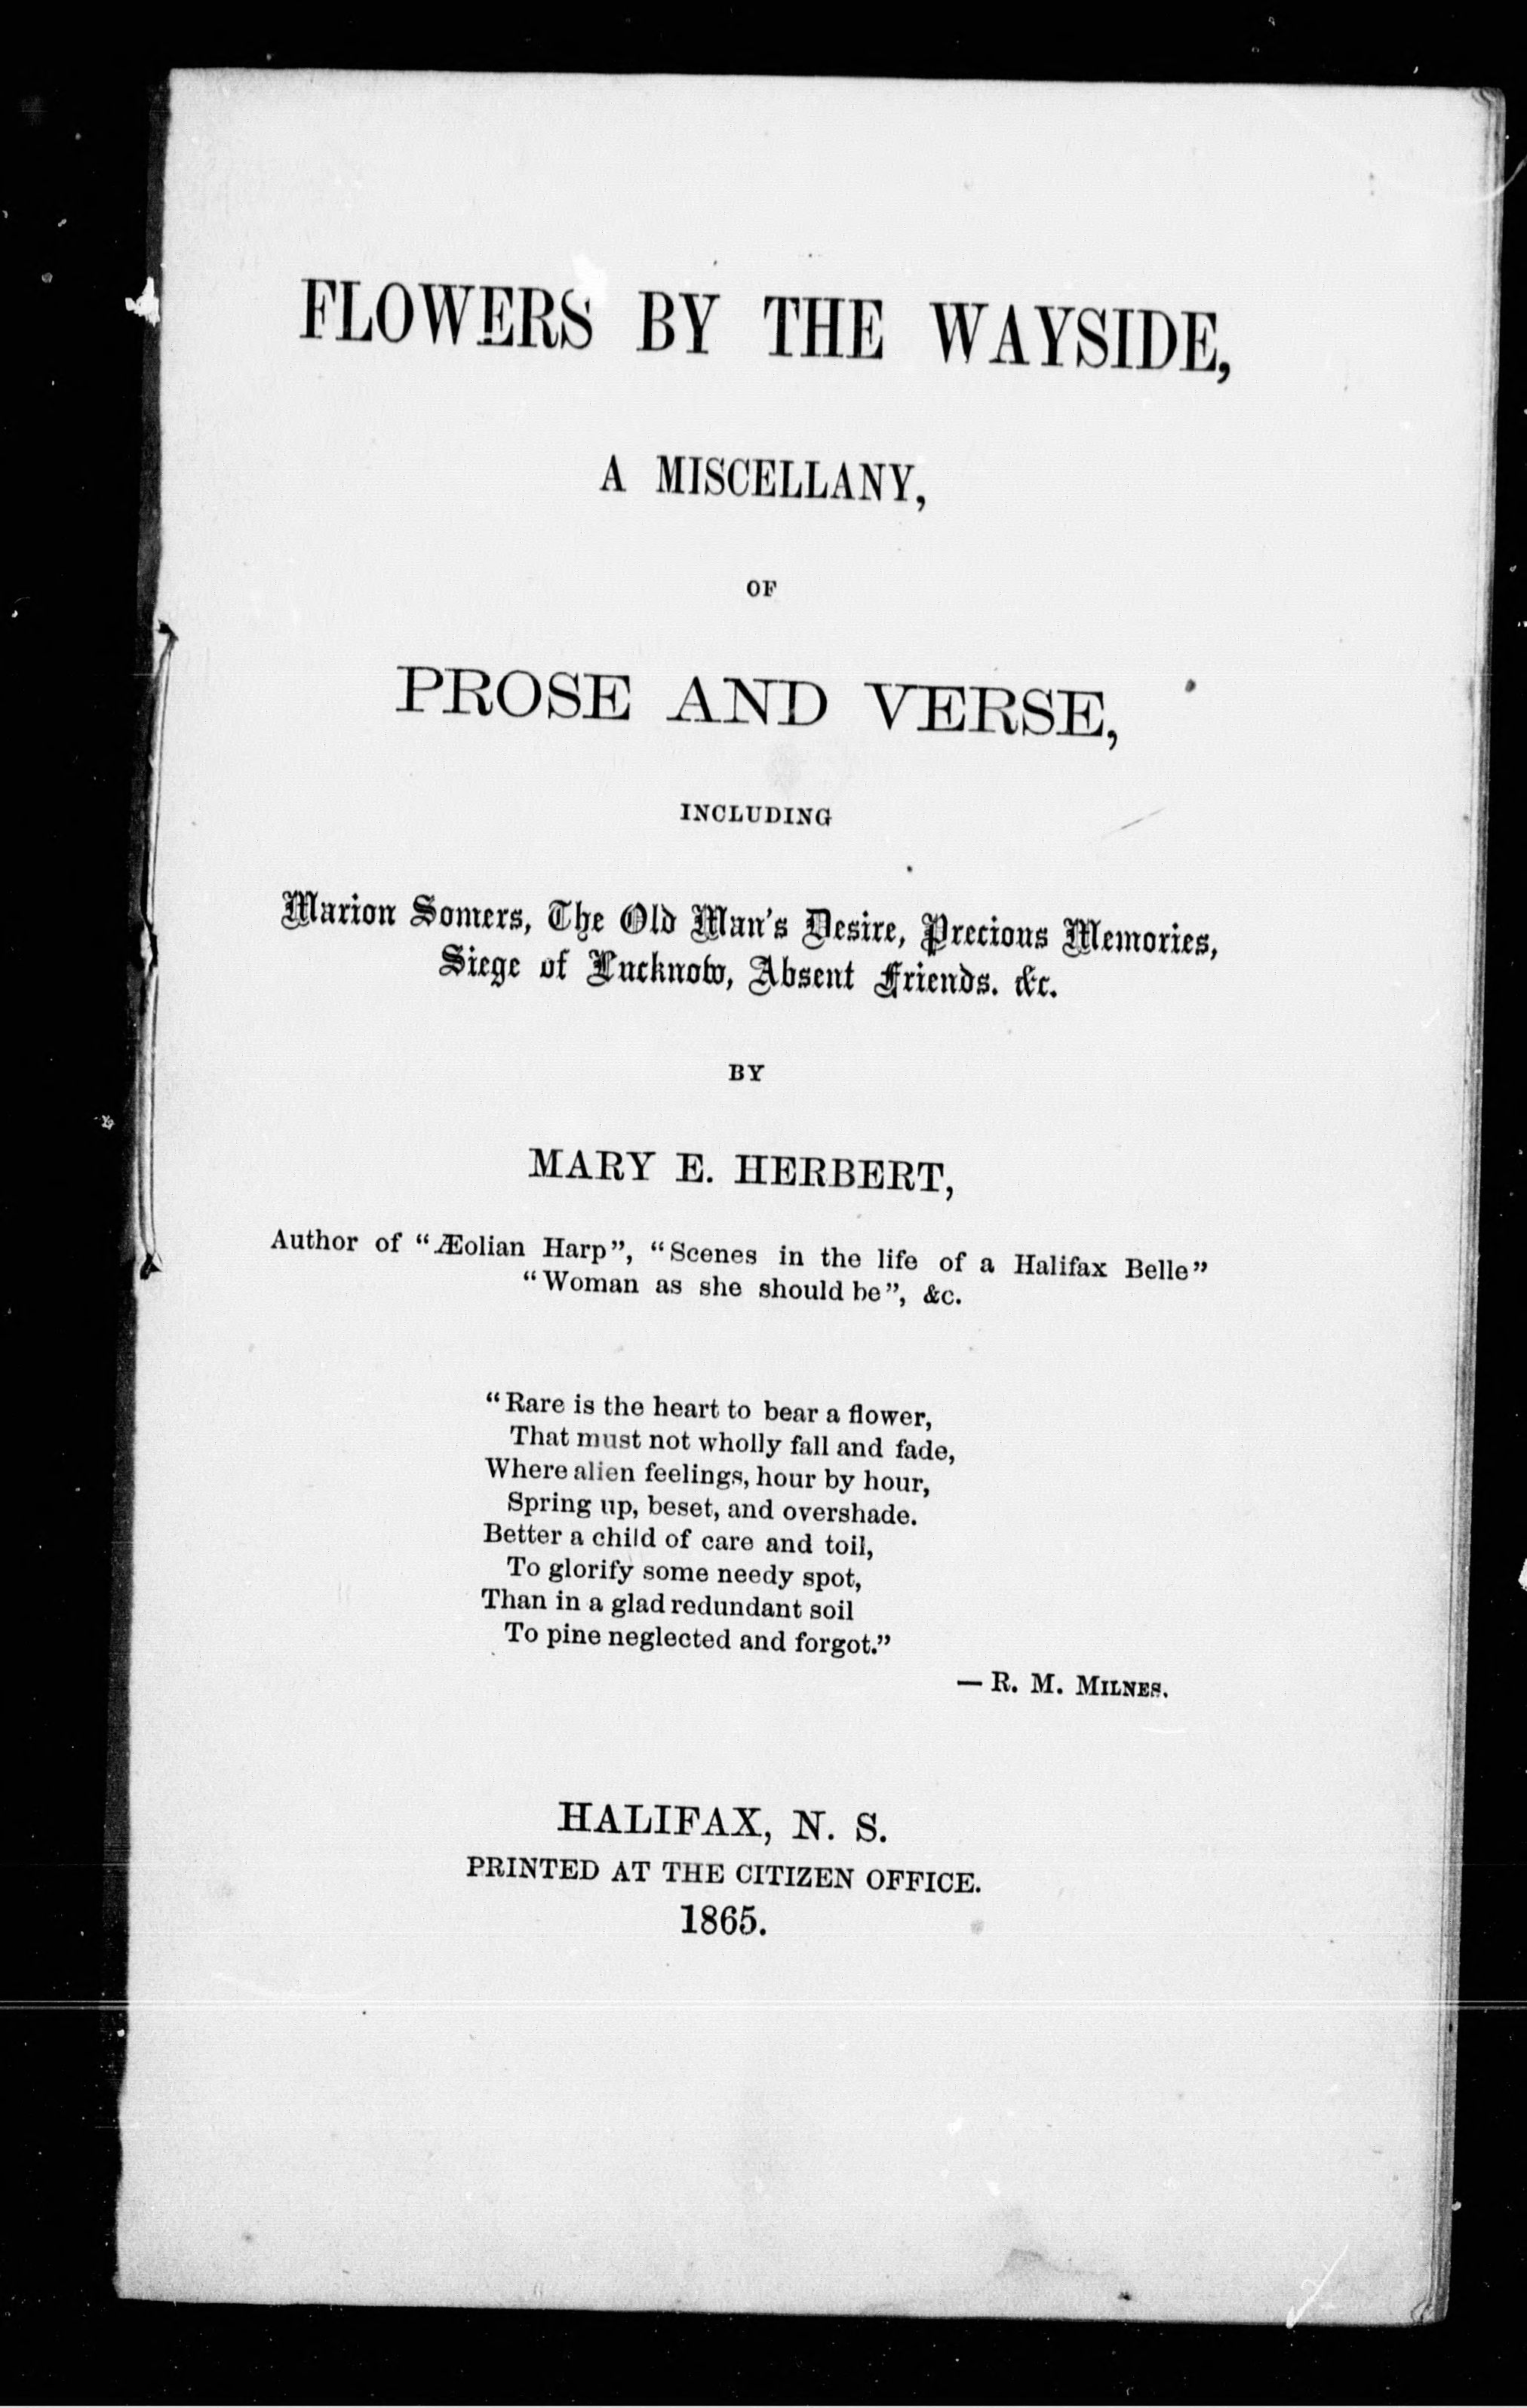 FLOWERS BY THE WAYSIDE,
A MISCELLANY,
OF
PROSE AND VERSE,
INCLUDING
Marion Somers, The Old Man's Desire, Precious Memories,
Siege of Lucknow, Absent Friends. &c.
BY
MARY E. HERBERT,
Author of "Æolian Harp", "Scenes in the life of a Halifax Belle"
"Woman as she should be", &c.
"Rare is the heart to bear a flower,
That must not wholly fall and fade,
Where alien feelings, hour by hour,
Spring up, beset, and overshade.
Better a child of care and toil,
To glorify some needy spot,
Than in a glad redundant soil
To pine neglected and forgot."
— R. M. MILNES.
HALIFAX, N. S.
PRINTED AT THE CITIZEN OFFICE.
1865.